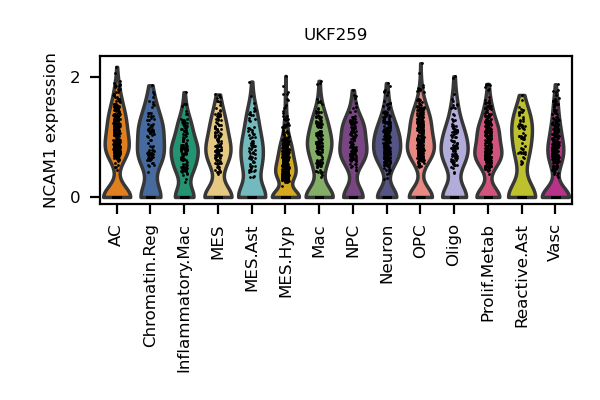 UKF259
NCAM1 expression
2
0
AC
Chromatin.Reg
Inflammatory.Mac
MES
MES.Ast
MES.Hyp
Mac
NPC
Neuron
OPC
Oligo
Prolif.Metab
Reactive.Ast
Vasc